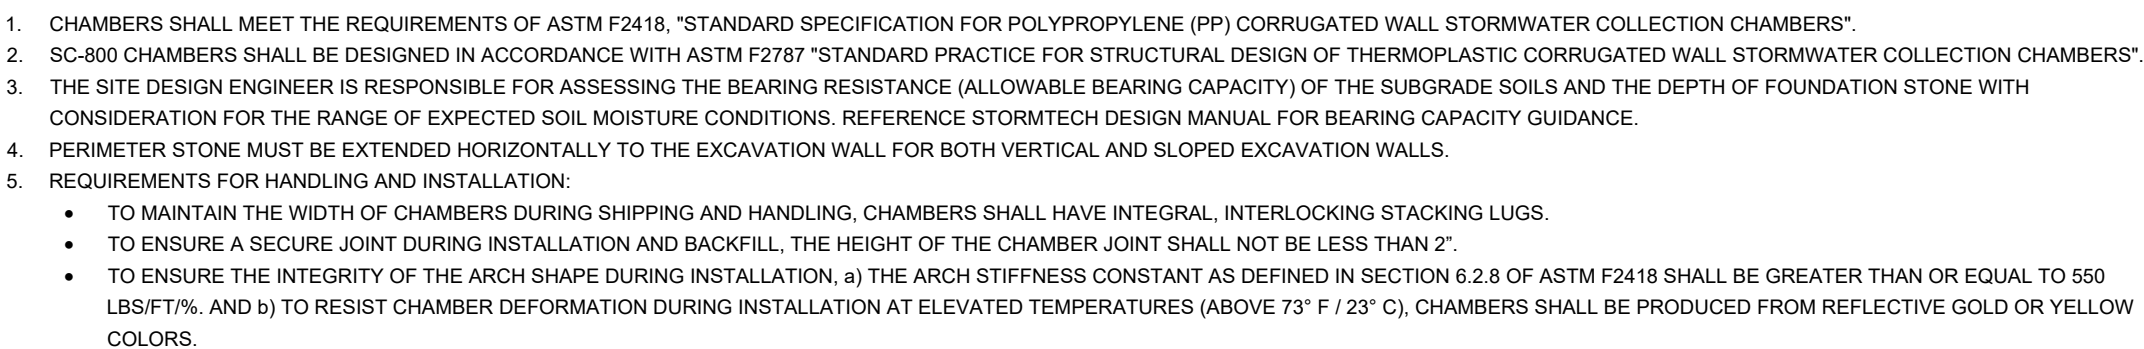 1. CHAMBERS SHALL MEET THE REQUIREMENTS OF ASTM F2418, "STANDARD SPECIFICATION FOR POLYPROPYLENE (PP) CORRUGATED WALL STORMWATER COLLECTION CHAMBERS".
2. SC-800 CHAMBERS SHALL BE DESIGNED IN ACCORDANCE WITH ASTM F2787 "STANDARD PRACTICE FOR STRUCTURAL DESIGN OF THERMOPLASTIC CORRUGATED WALL STORMWATER COLLECTION CHAMBERS".
3. THE SITE DESIGN ENGINEER IS RESPONSIBLE FOR ASSESSING THE BEARING RESISTANCE (ALLOWABLE BEARING CAPACITY) OF THE SUBGRADE SOILS AND THE DEPTH OF FOUNDATION STONE WITH
CONSIDERATION FOR THE RANGE OF EXPECTED SOIL MOISTURE CONDITIONS. REFERENCE STORMTECH DESIGN MANUAL FOR BEARING CAPACITY GUIDANCE.
4. PERIMETER STONE MUST BE EXTENDED HORIZONTALLY TO THE EXCAVATION WALL FOR BOTH VERTICAL AND SLOPED EXCAVATION WALLS.
5. REQUIREMENTS FOR HANDLING AND INSTALLATION:
• TO MAINTAIN THE WIDTH OF CHAMBERS DURING SHIPPING AND HANDLING, CHAMBERS SHALL HAVE INTEGRAL, INTERLOCKING STACKING LUGS.
• TO ENSURE A SECURE JOINT DURING INSTALLATION AND BACKFILL, THE HEIGHT OF THE CHAMBER JOINT SHALL NOT BE LESS THAN 2”.
• TO ENSURE THE INTEGRITY OF THE ARCH SHAPE DURING INSTALLATION, a) THE ARCH STIFFNESS CONSTANT AS DEFINED IN SECTION 6.2.8 OF ASTM F2418 SHALL BE GREATER THAN OR EQUAL TO 550
LBS/FT/%. AND b) TO RESIST CHAMBER DEFORMATION DURING INSTALLATION AT ELEVATED TEMPERATURES (ABOVE 73° F / 23° C), CHAMBERS SHALL BE PRODUCED FROM REFLECTIVE GOLD OR YELLOW
COLORS.